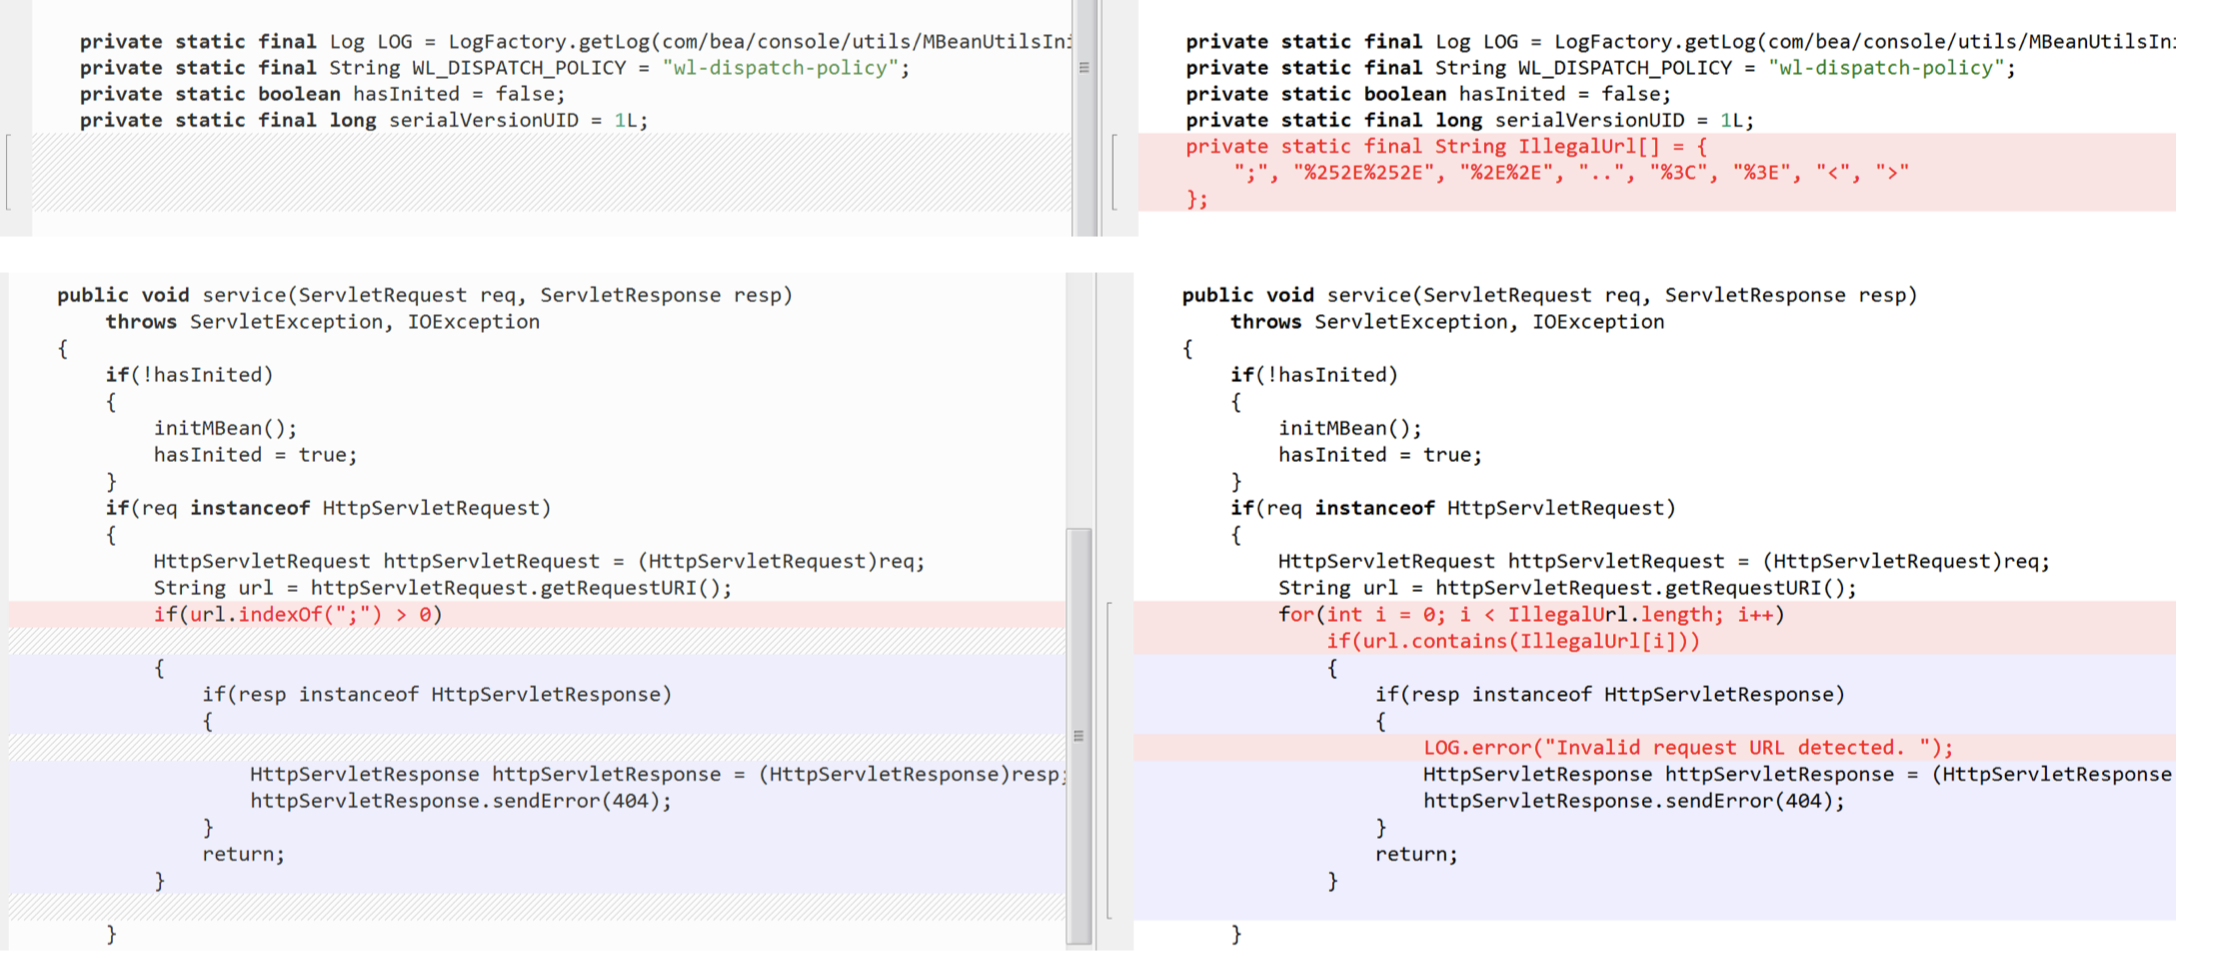 private static final Log LOG = LogFactory.getLog(com/bea/console/utils/MBeanUtilsIni
private static final String WL_DISPATCH_POLICY = "wl-dispatch-policy";
private static boolean hasInited = false;
private static final long serialVersionUID = 1L;
private static final Log LOG = LogFactory.getLog(com/bea/console/utils/MBeanUtilsIn:
private static final String WL_DISPATCH_POLICY = "wl-dispatch-policy";
private static boolean hasInited = false;
private static final long serialVersionUID = 1L;
private static final String IllegalUrl[] = {
";", "%252E%252E", "%2E%2E", "..", "%3C", "%3E", "<", ">"
};
public void service(ServletRequest req, ServletResponse resp)
throws ServletException, IOException
{
if(!hasInited)
{
initMBean();
hasInited = true;
}
if(req instanceof HttpServletRequest)
{
HttpServletRequest httpServletRequest = (HttpServletRequest)req;
String url = httpServletRequest.getRequestURI();
if(url.indexOf(";") > 0)
{
if(resp instanceof HttpServletResponse)
{
HttpServletResponse httpServletResponse = (HttpServletResponse)resp;
httpServletResponse.sendError(404);
}
return;
}
}
public void service(ServletRequest req, ServletResponse resp)
throws ServletException, IOException
{
if(!hasInited)
{
initMBean();
hasInited = true;
}
if(req instanceof HttpServletRequest)
{
HttpServletRequest httpServletRequest = (HttpServletRequest)req;
String url = httpServletRequest.getRequestURI();
for(int i = 0; i < IllegalUrl.length; i++)
if(url.contains(IllegalUrl[i]))
{
if(resp instanceof HttpServletResponse)
{
LOG.error("Invalid request URL detected. ");
HttpServletResponse httpServletResponse = (HttpServletResponse
httpServletResponse.sendError(404);
}
return;
}
}